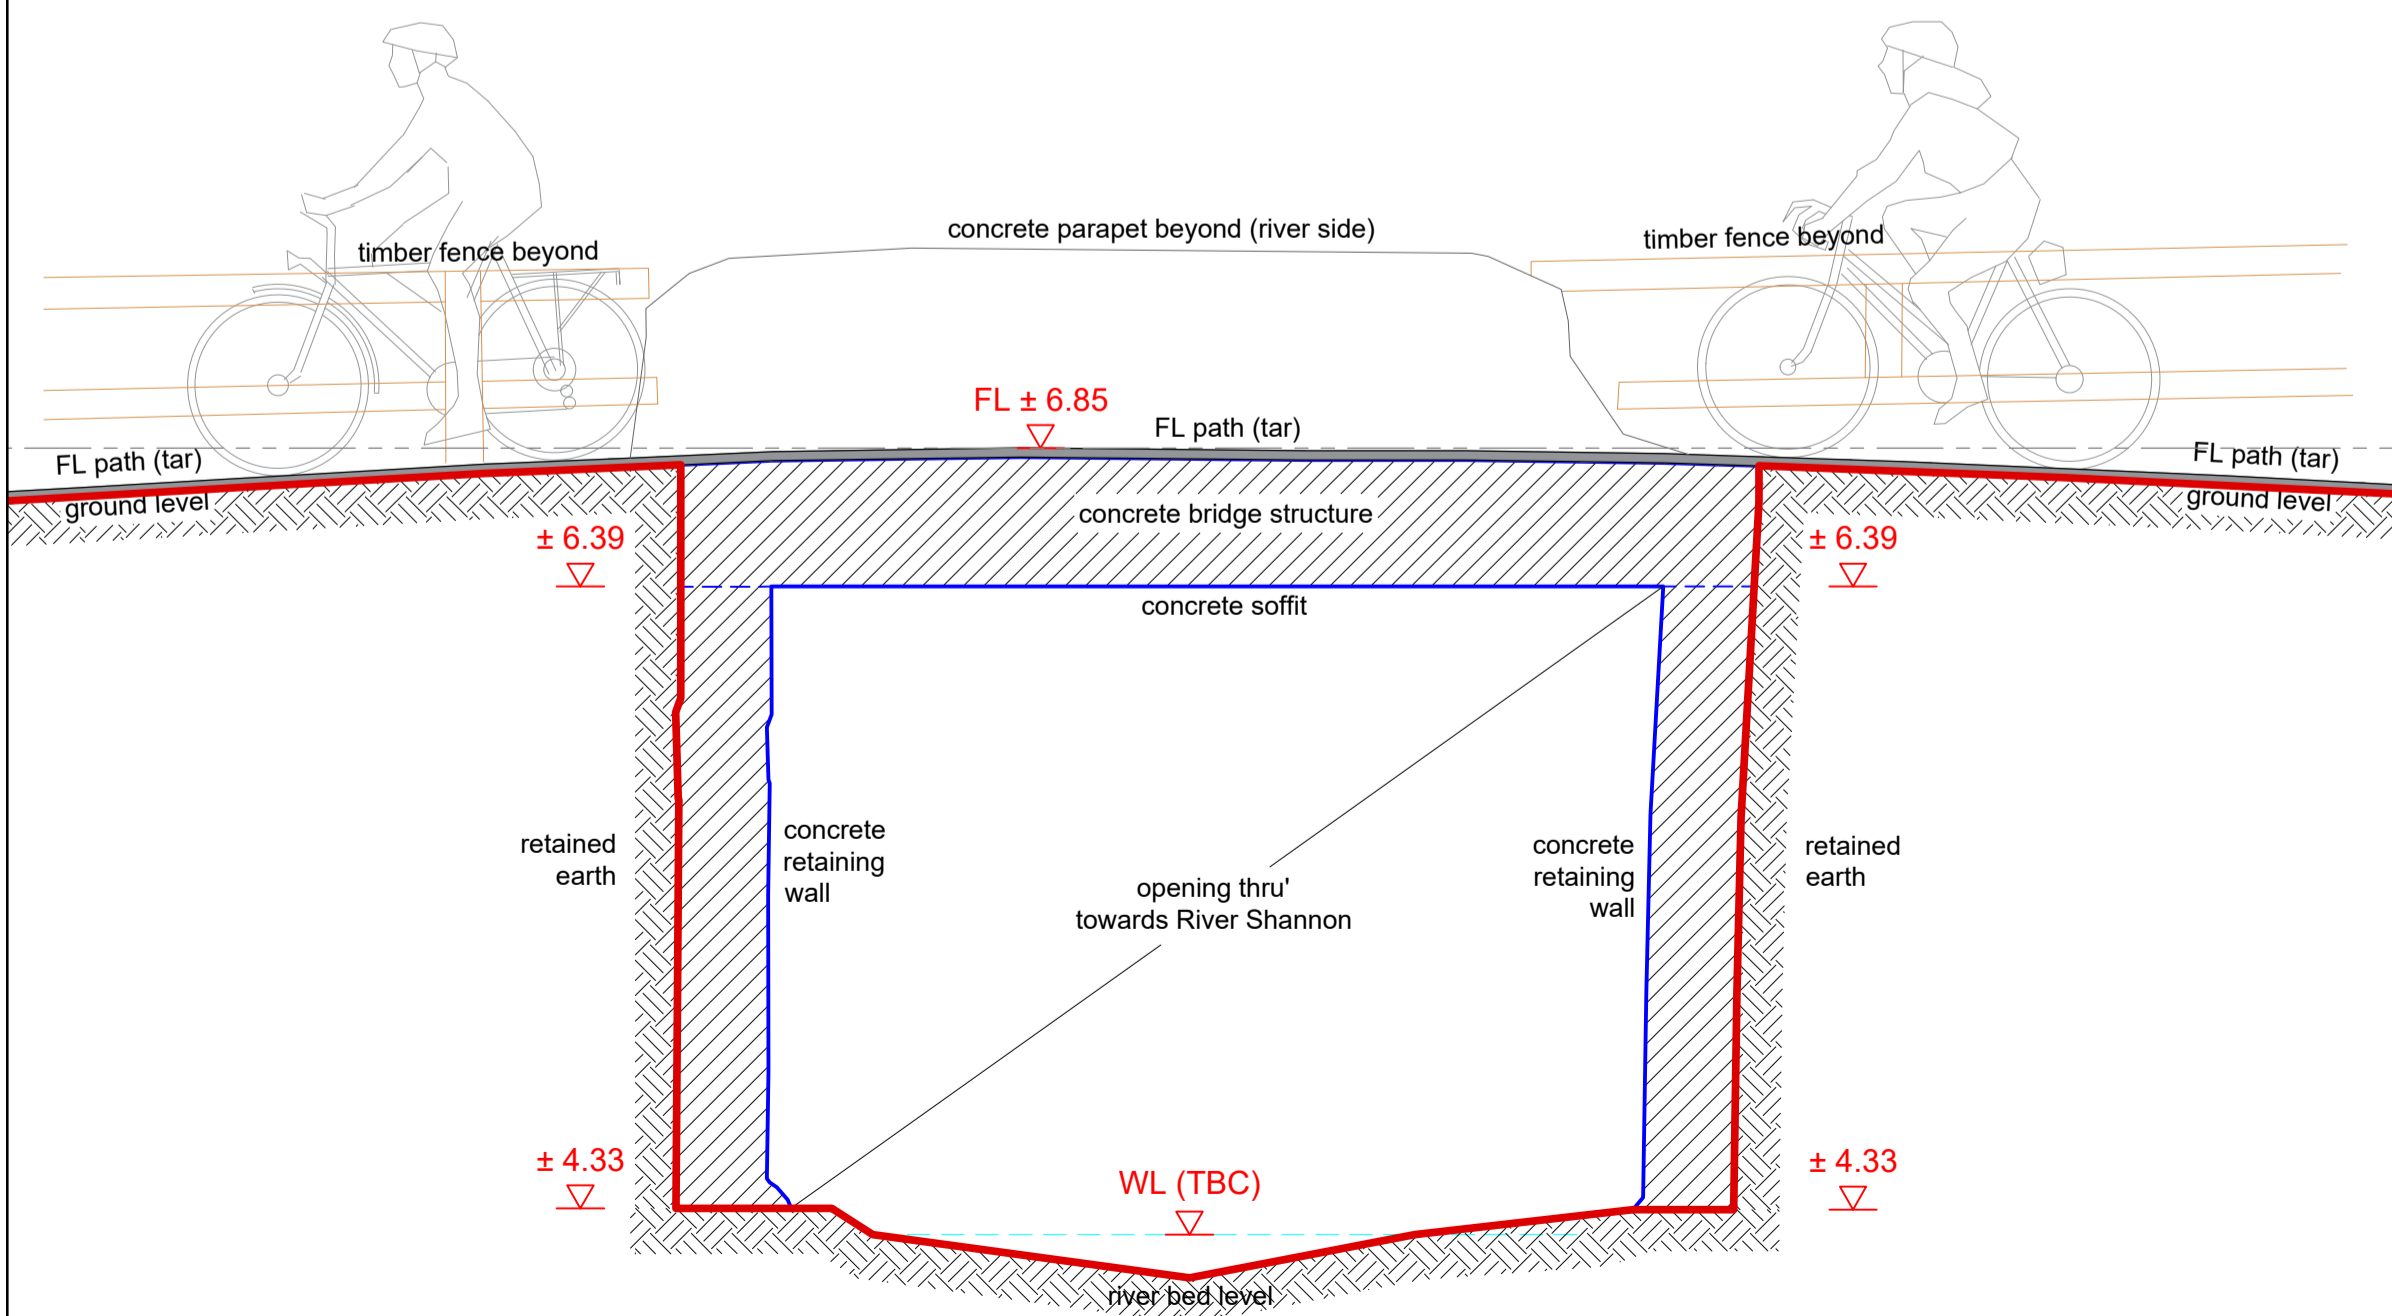 concrete parapet beyond (river side)
timber fence beyond
timber fence beyond
FL ± 6.85
FL path (tar)
FL path (tar)
FL path (tar)
ground level
ground level
concrete bridge structure
± 6.39
± 6.39
concrete soffit
concrete
retaining
wall
retained
earth
concrete
retaining
wall
retained
earth
opening thru'
towards River Shannon
± 4.33
± 4.33
WL (TBC)
river bed level